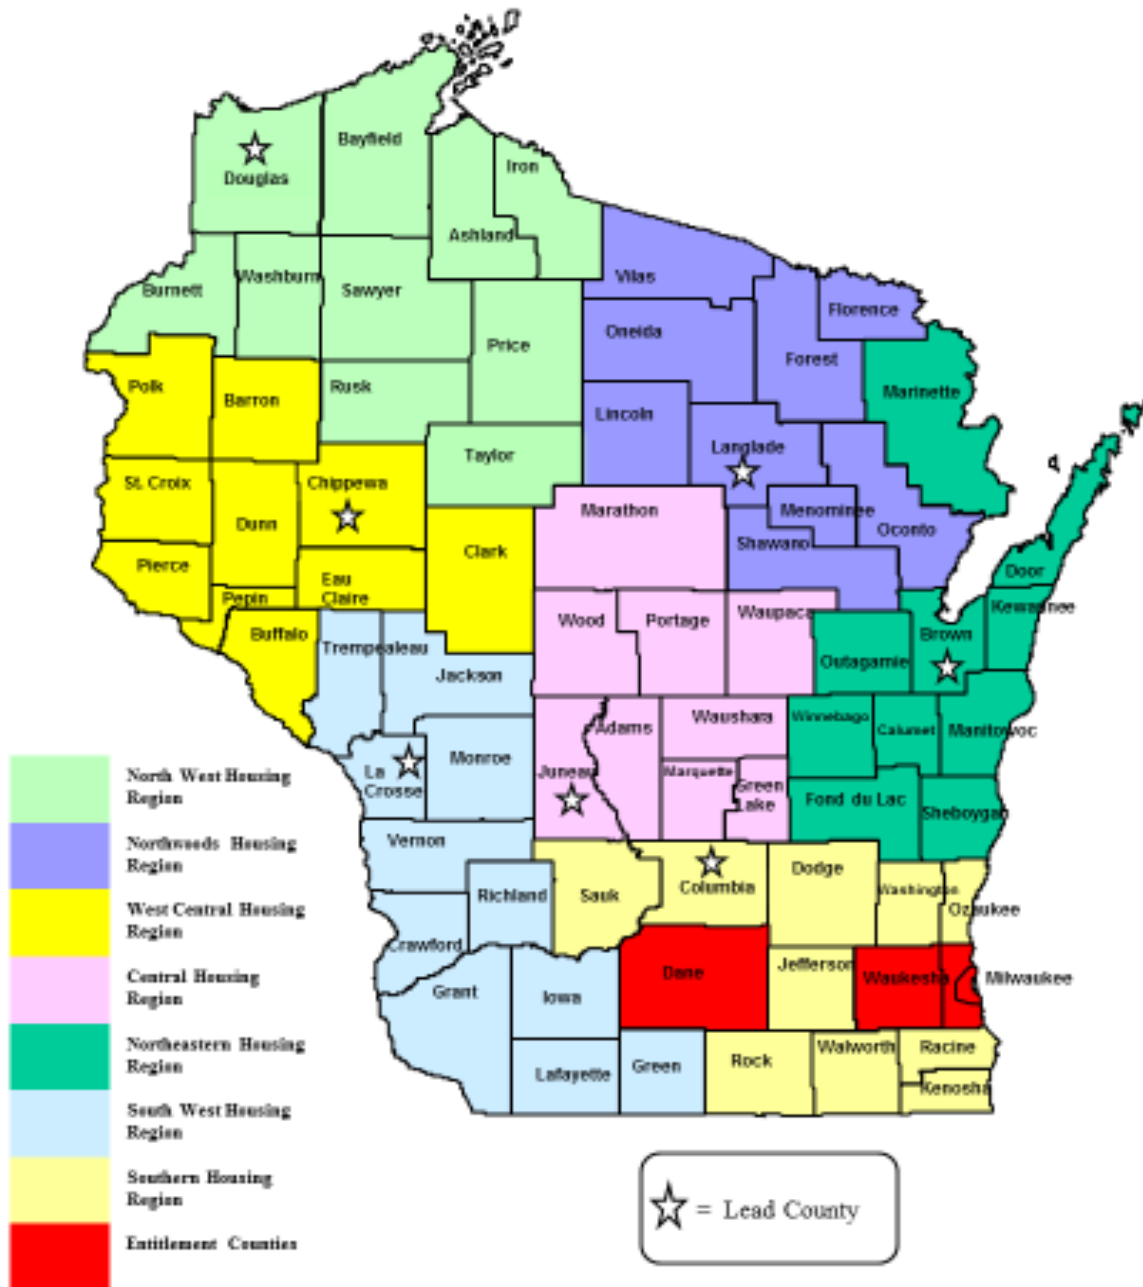 Bayfield
Iron
Douglas
Ashland
Washburn
Vilas
Burnett
Sawyer
Florence
Oneida
Price
Forest
Polk
Rusk
Marinette
Barron
Lincoln
Langlade
Taylor
St. Croix
Chippewa
Marathon
Menominee
Dunn
Oconto
Shawano
Clark
Pierce
Door
Eau
Claire
Pepin
Kewaunee
Waupaca
Wood
Portage
Buffalo
Brown
Trempealeau
Outagamie
Jackson
Waushara
Winnebago
Adams
Calumet
Manitowoc
Monroe
La
Crosse
Juneau
Marquette
Green
Lake
Fond du Lac
Sheboygan
Vernon
Dodge
Columbia
Richland
Sauk
Washington
Ozaukee
Crawford
Jefferson
Dane
Waukesha
Milwaukee
Grant
Iowa
Walworth
Racine
Rock
Green
Lafayette
Kenosha
North West Housing
Region
Northwoods Housing
Region
West Central Housing
Region
Central Housing
Region
Northeastern Housing
Region
South West Housing
Region
Southern Housing
Region
Entitlement Counties
= Lead County